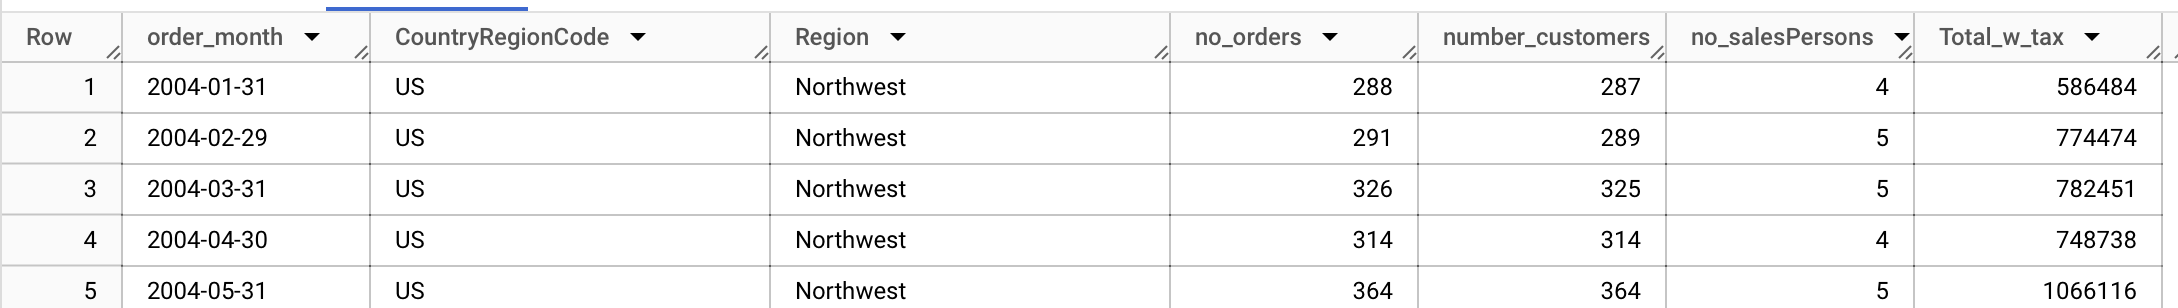 Row order_month CountryRegionCode Region no_orders number_customers no_salesPersons Total_w_tax
1 2004-01-31 US Northwest 288 287 4 586484
2 2004-02-29 US Northwest 291 289 5 774474
3 2004-03-31 US Northwest 326 325 5 782451
4 2004-04-30 US Northwest 314 314 4 748738
5 2004-05-31 US Northwest 364 364 5 1066116